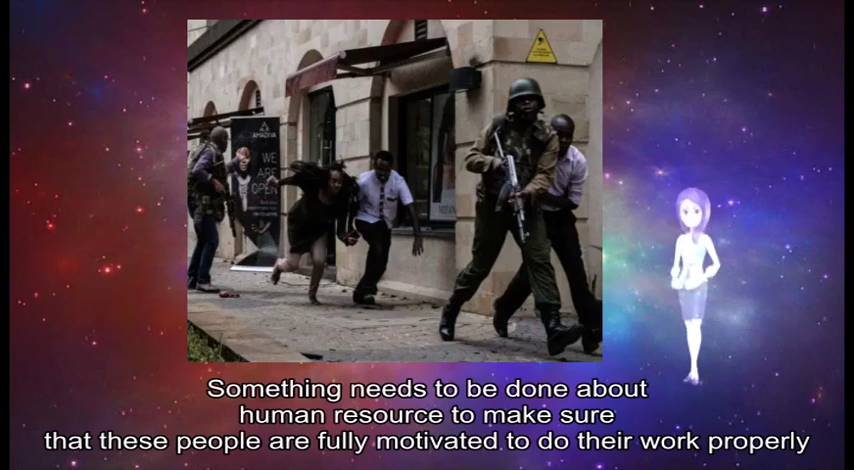 AMADIVA
WE
ARE
OPEN
Something needs to be done about
human resource to make sure
that these people are fully motivated to do their work properly